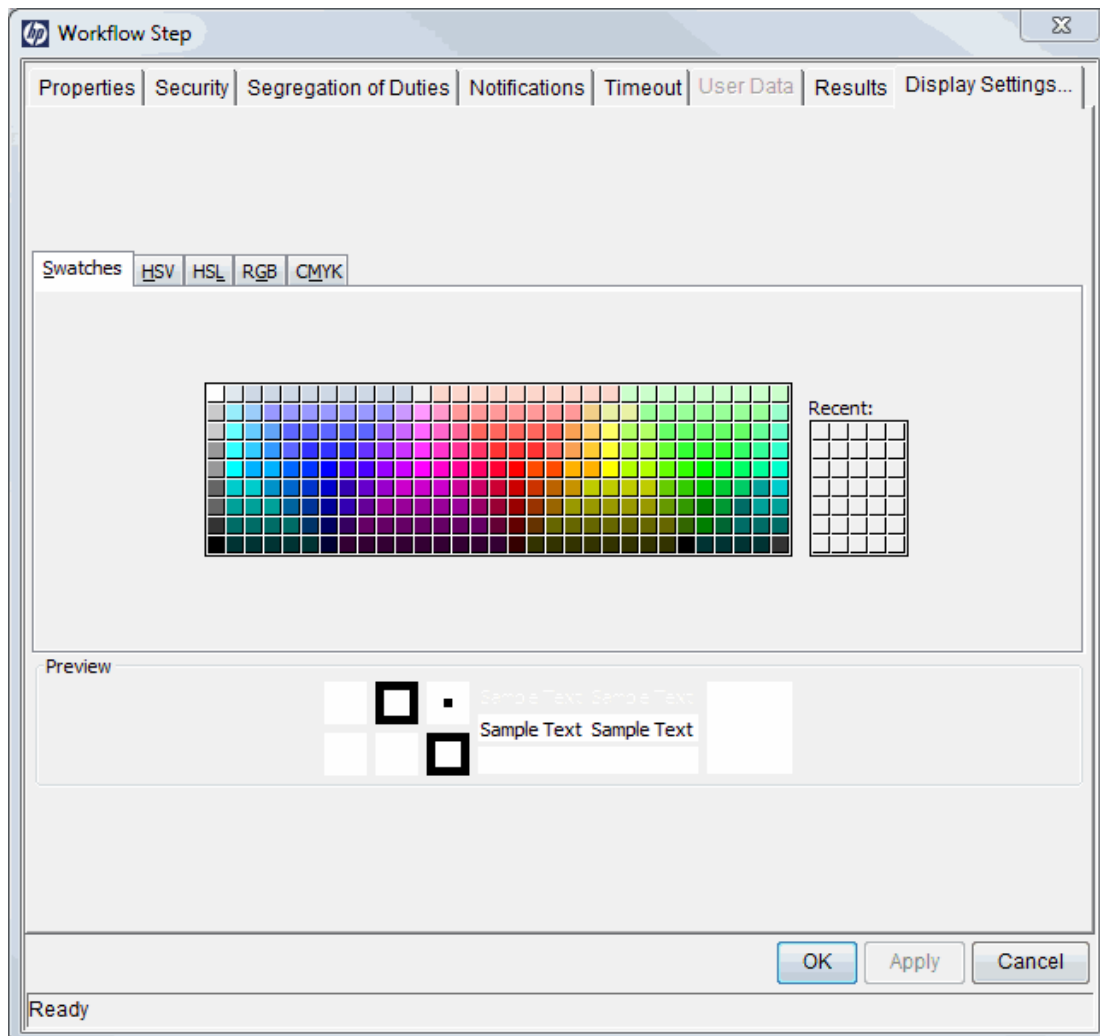 hp Workflow Step
Properties Security Segregation of Duties Notifications Timeout User Data Results Display Settings...
Swatches HSV HSL RGB CMYK
Recent:
Preview
Sample Text Sample Text
Sample Text Sample Text
OK Apply Cancel
Ready